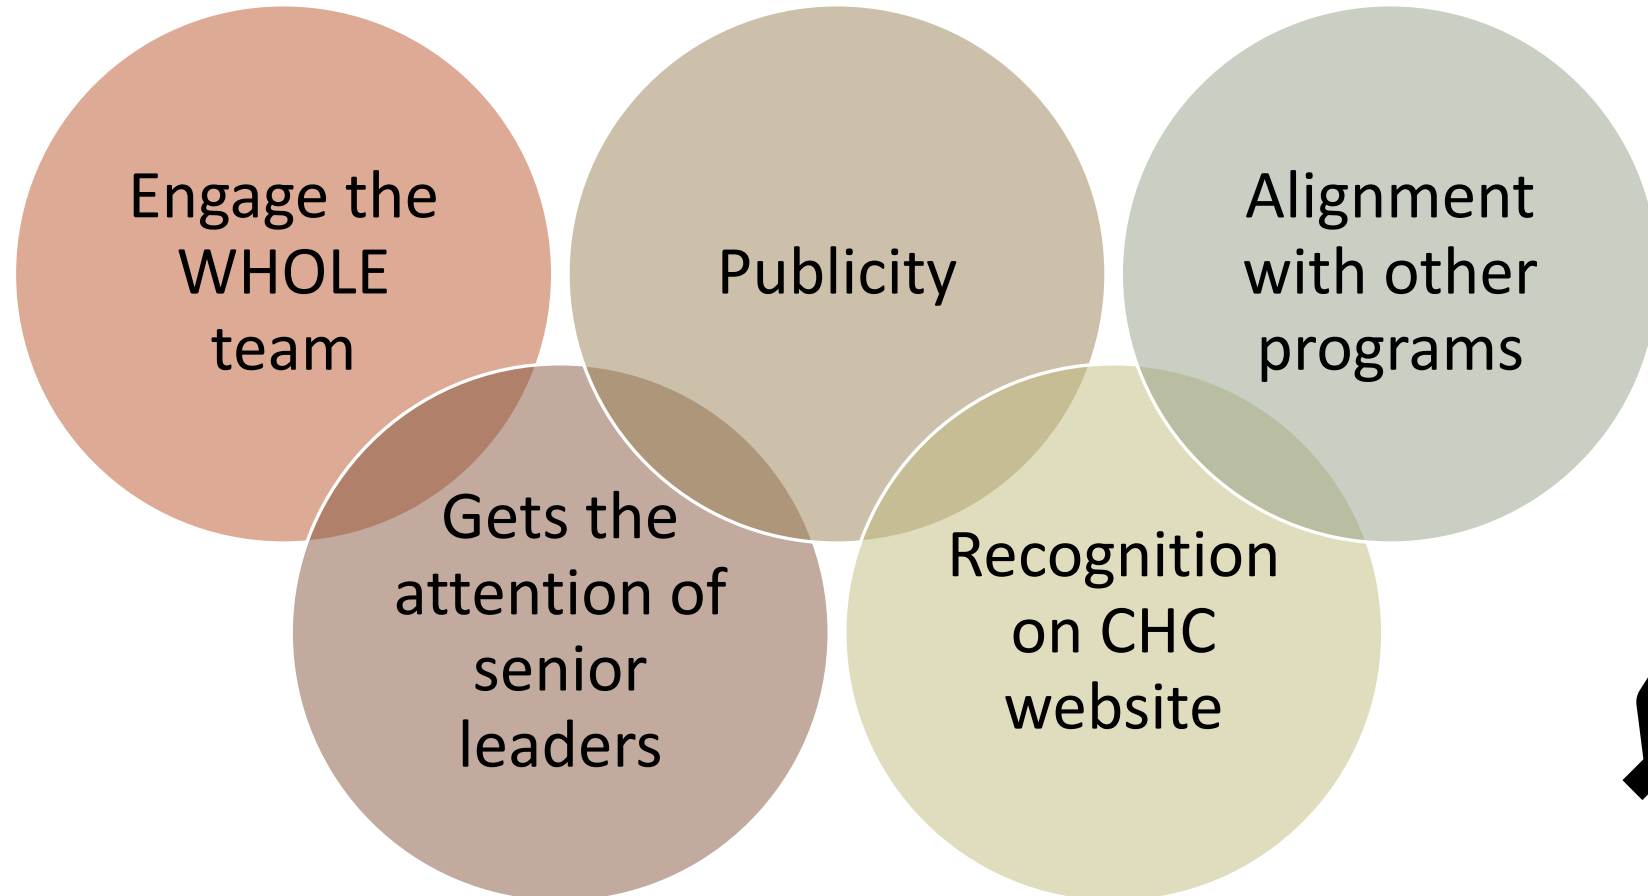 Engage the
WHOLE
team
Gets the
attention of
senior
leaders
Publicity
Recognition
on CHC
website
Alignment
with other
programs